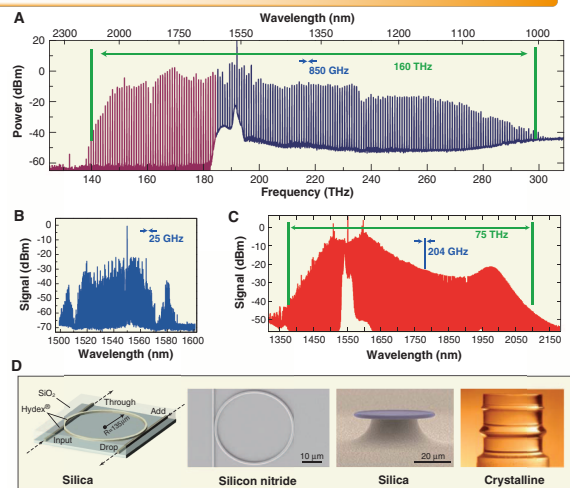 Wavelength (nm)
A
2300 2060 1750 1550 1350 1200 1100 1000
20
0
-20
-40
-60
Power (dBm)
850 GHz
160 THz
140 160 180 200 220 240 260 280 300
Frequency (THz)
B
0
-10
-20
-30
-40
-50
-60
-70
Signal (dBm)
25 GHz
1500 1520 1540 1560 1580 1600
Wavelength (nm)
C
0
-10
-20
-30
-40
-50
Signal (dBm)
75 THz
204 GHz
1350 1450 1550 1650 1750 1850 1950 2050 2150
Wavelength (nm)
D
SiO₂
Hydex®
Through
Add
R=135μm
Input
Drop
10 μm
20 μm
Silica
Silicon nitride
Silica
Crystalline